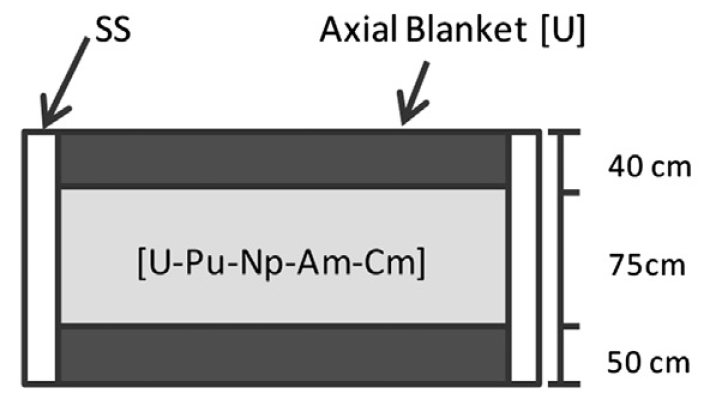 SS
Axial Blanket [U]
40 cm
[U-Pu-Np-Am-Cm]
75cm
50 cm